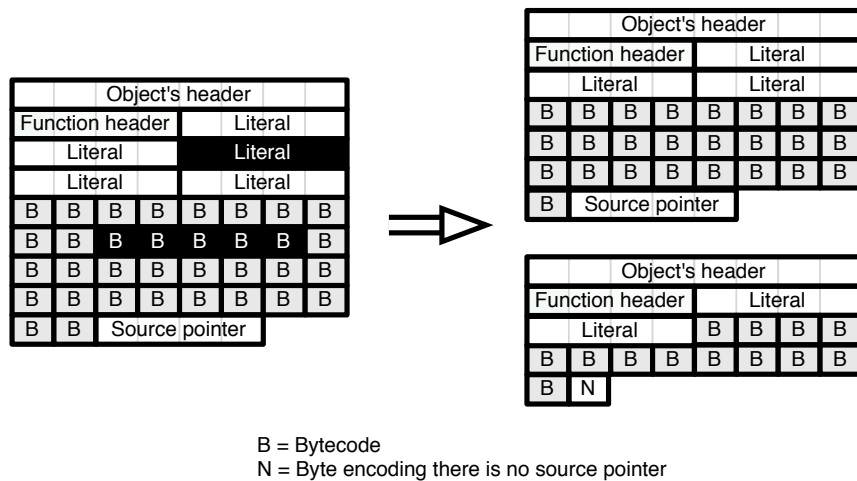 Object's header
Function header Literal
Literal Literal
Literal Literal
B B B B B B B B
B B B B B B B B
B B B B B B B B
B B B B B B B B
B B Source pointer
Object's header
Function header Literal
Literal Literal
B B B B B B B B
B B B B B B B B
B B B B B B B B
B Source pointer
Object's header
Function header Literal
Literal B B B B
B B B B B B B B
B N
B = Bytecode
N = Byte encoding there is no source pointer